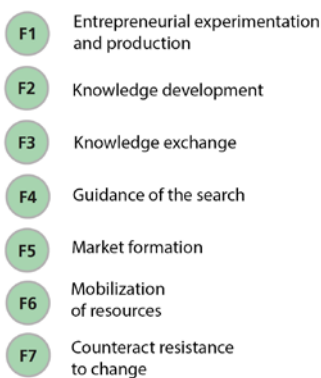 F1 Entrepreneurial experimentation
and production
F2 Knowledge development
F3 Knowledge exchange
F4 Guidance of the search
F5 Market formation
F6 Mobilization
of resources
F7 Counteract resistance
to change